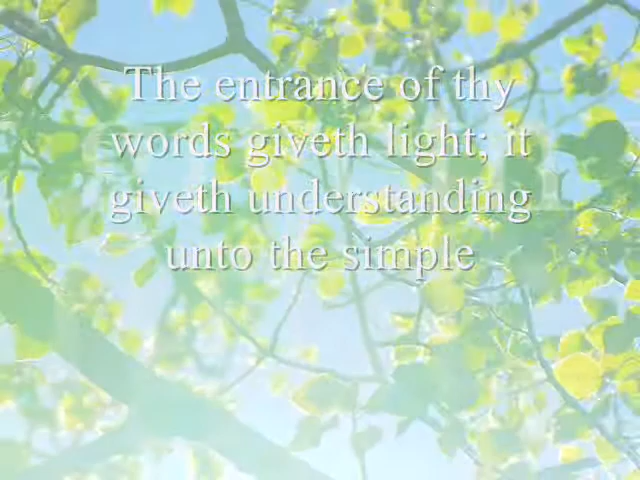 The entrance of thy
words giveth light; it
giveth understanding
unto the simple